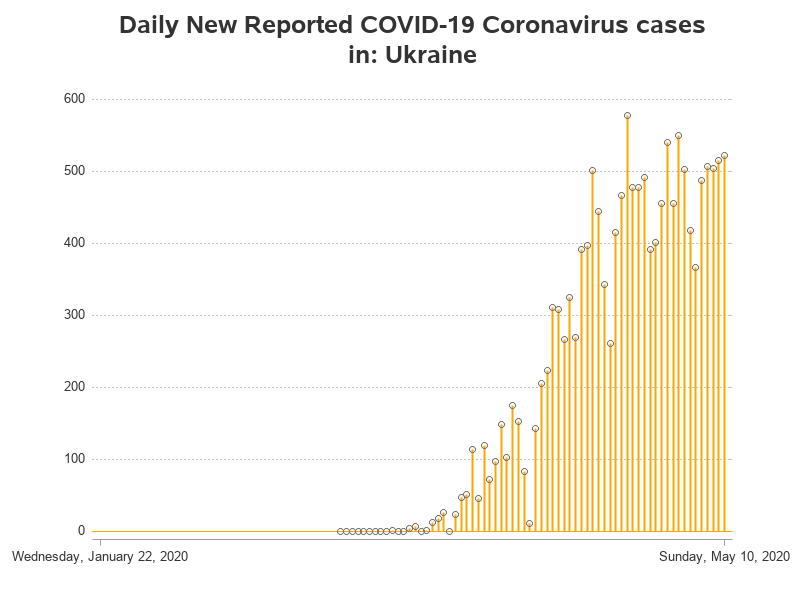 Daily New Reported COVID-19 Coronavirus cases
in: Ukraine
600
500
400
300
200
100
0
Wednesday, January 22, 2020
Sunday, May 10, 2020